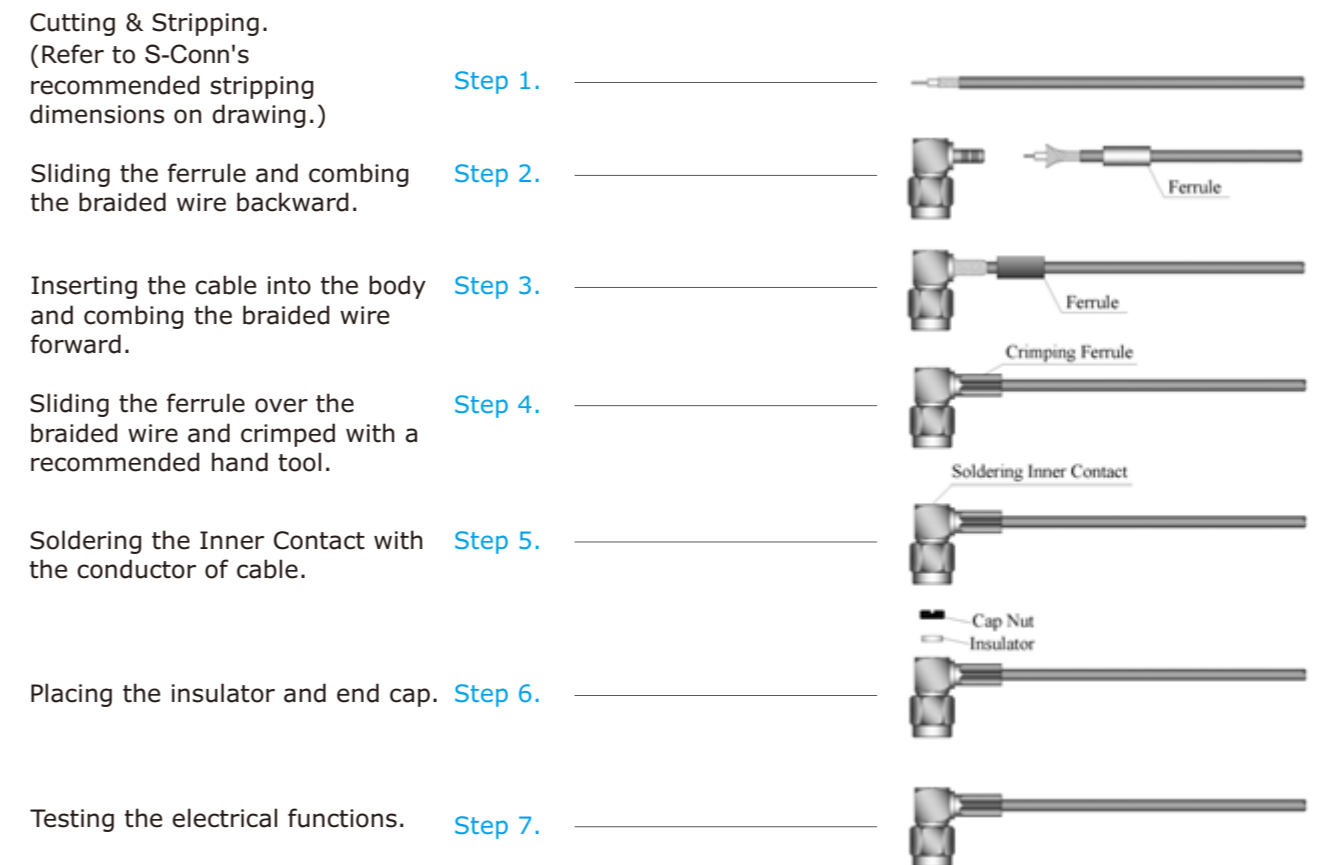 Cutting & Stripping.
(Refer to S-Conn's
recommended stripping
dimensions on drawing.)
Step 1.
Sliding the ferrule and combing
the braided wire backward.
Step 2.
Ferrule
Inserting the cable into the body
and combing the braided wire
forward.
Step 3.
Ferrule
Crimping Ferrule
Sliding the ferrule over the
braided wire and crimped with a
recommended hand tool.
Step 4.
Soldering Inner Contact
Soldering the Inner Contact with
the conductor of cable.
Step 5.
Cap Nut
Insulator
Placing the insulator and end cap.
Step 6.
Testing the electrical functions.
Step 7.